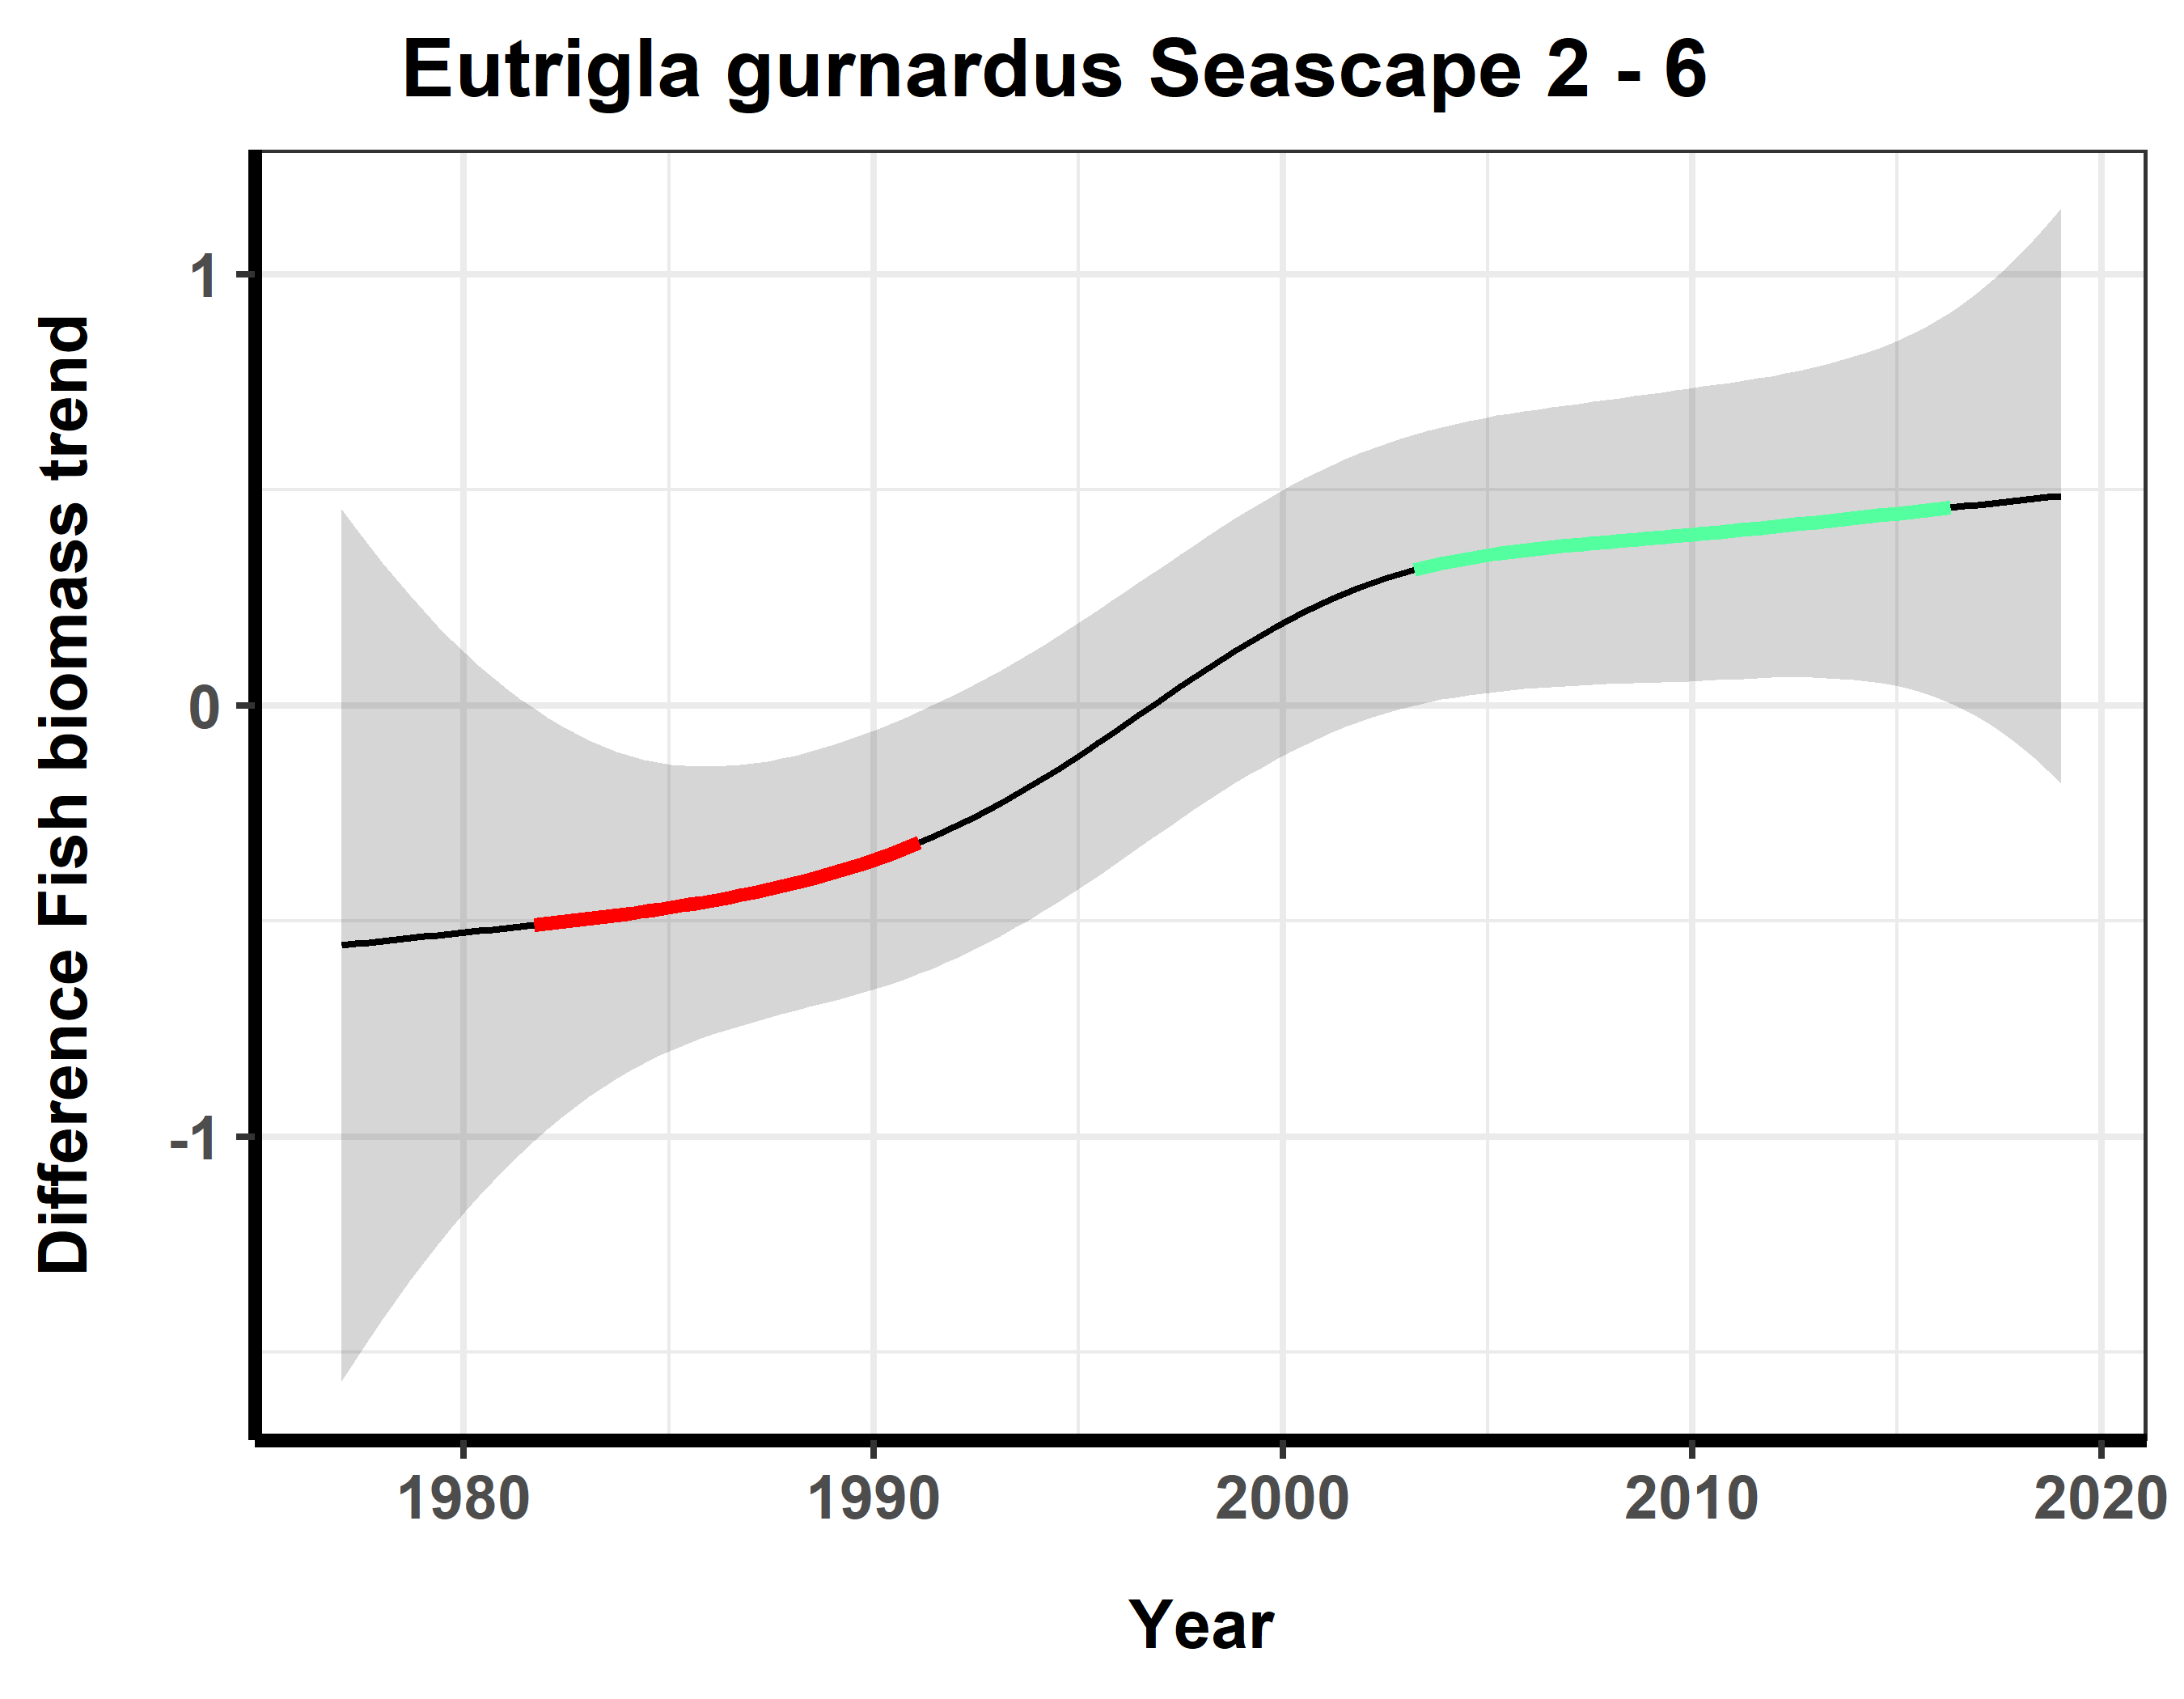 Eutrigla gurnardus Seascape 2 - 6
Difference Fish biomass trend
1
0
-1
1980
1990
2000
2010
2020
Year